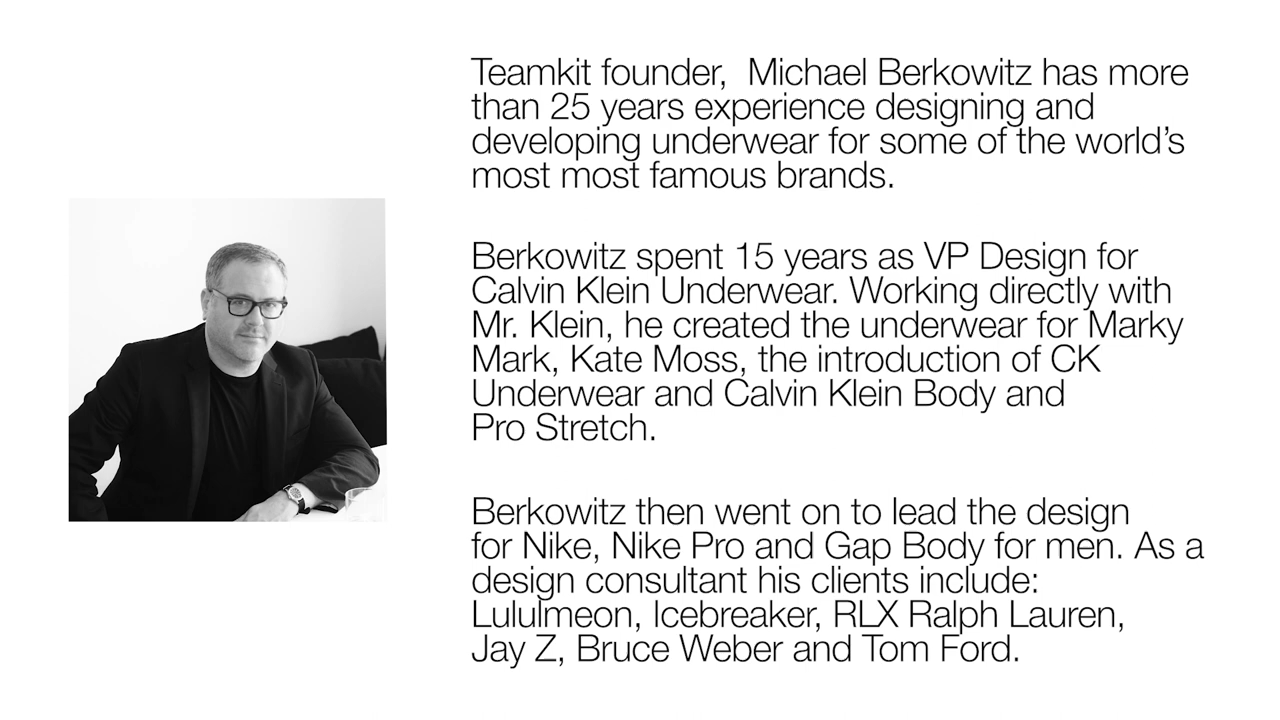 Teamkit founder,  Michael Berkowitz has more
than 25 years experience designing and
developing underwear for some of the world’s
most most famous brands.
Berkowitz spent 15 years as VP Design for
Calvin Klein Underwear. Working directly with
Mr. Klein, he created the underwear for Marky
Mark, Kate Moss, the introduction of CK
Underwear and Calvin Klein Body and
Pro Stretch.
Berkowitz then went on to lead the design
for Nike, Nike Pro and Gap Body for men. As a
design consultant his clients include:
Lululmeon, Icebreaker, RLX Ralph Lauren,
Jay Z, Bruce Weber and Tom Ford.